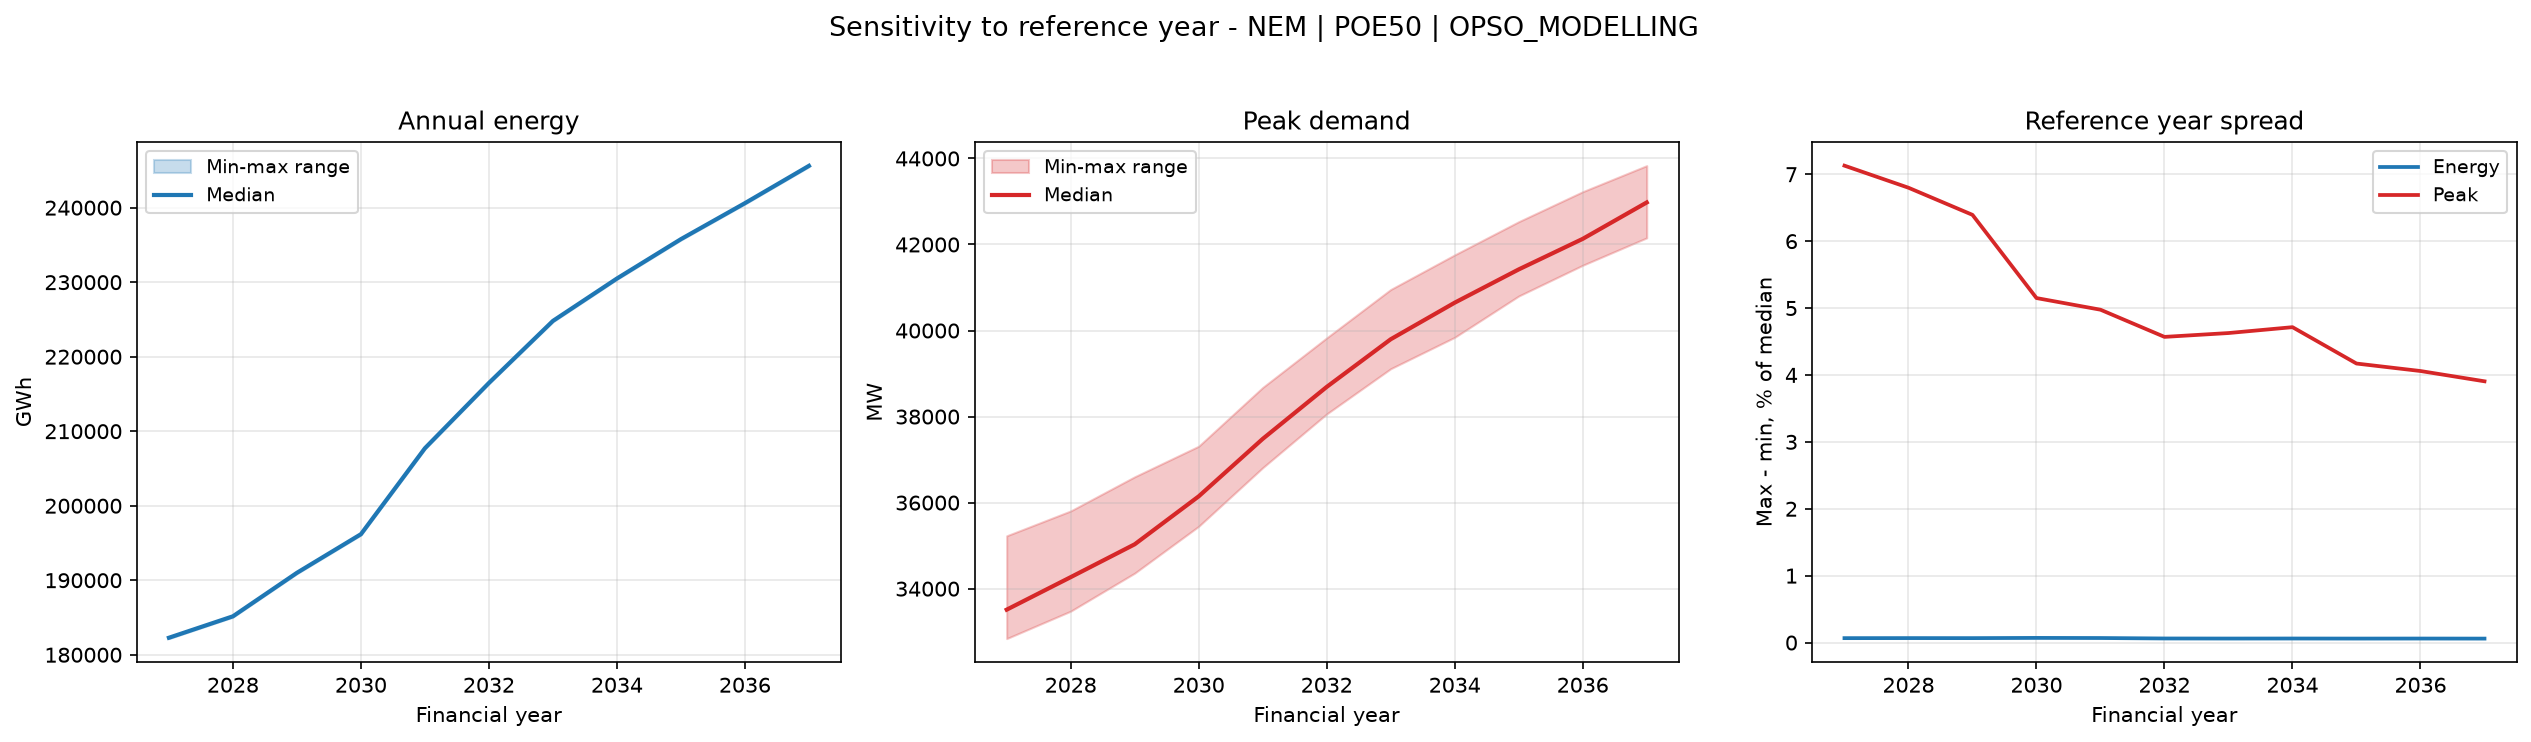 Sensitivity to reference year - NEM | POE50 | OPSO_MODELLING
Annual energy
Min-max range
Median
240000
230000
220000
210000
200000
190000
180000
GWh
2028 2030 2032 2034 2036
Financial year
Peak demand
Min-max range
Median
44000
42000
40000
38000
36000
34000
MW
2028 2030 2032 2034 2036
Financial year
Reference year spread
Energy
Peak
7
6
5
4
3
2
1
0
Max - min, % of median
2028 2030 2032 2034 2036
Financial year